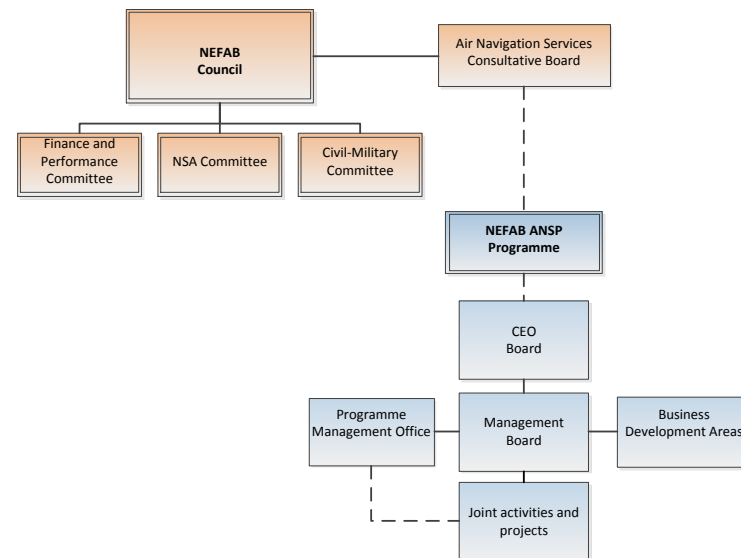 NEFAB
Council
Air Navigation Services
Consultative Board
Finance and
Performance
Committee
NSA Committee
Civil-Military
Committee
NEFAB ANSP
Programme
CEO
Board
Programme
Management Office
Management
Board
Business
Development Areas
Joint activities and
projects